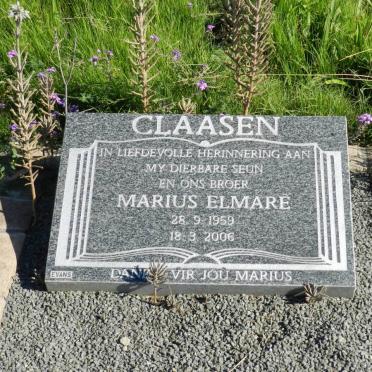 CLAASEN
IN LIEFDEVOLLE HERINNERING AAN
MY DIERBARE SEUN
EN ONS BROER
MARIUS ELMARÉ
28. 9. 1959
18. 3. 2006
VIR JOU MARIUS
EVANS